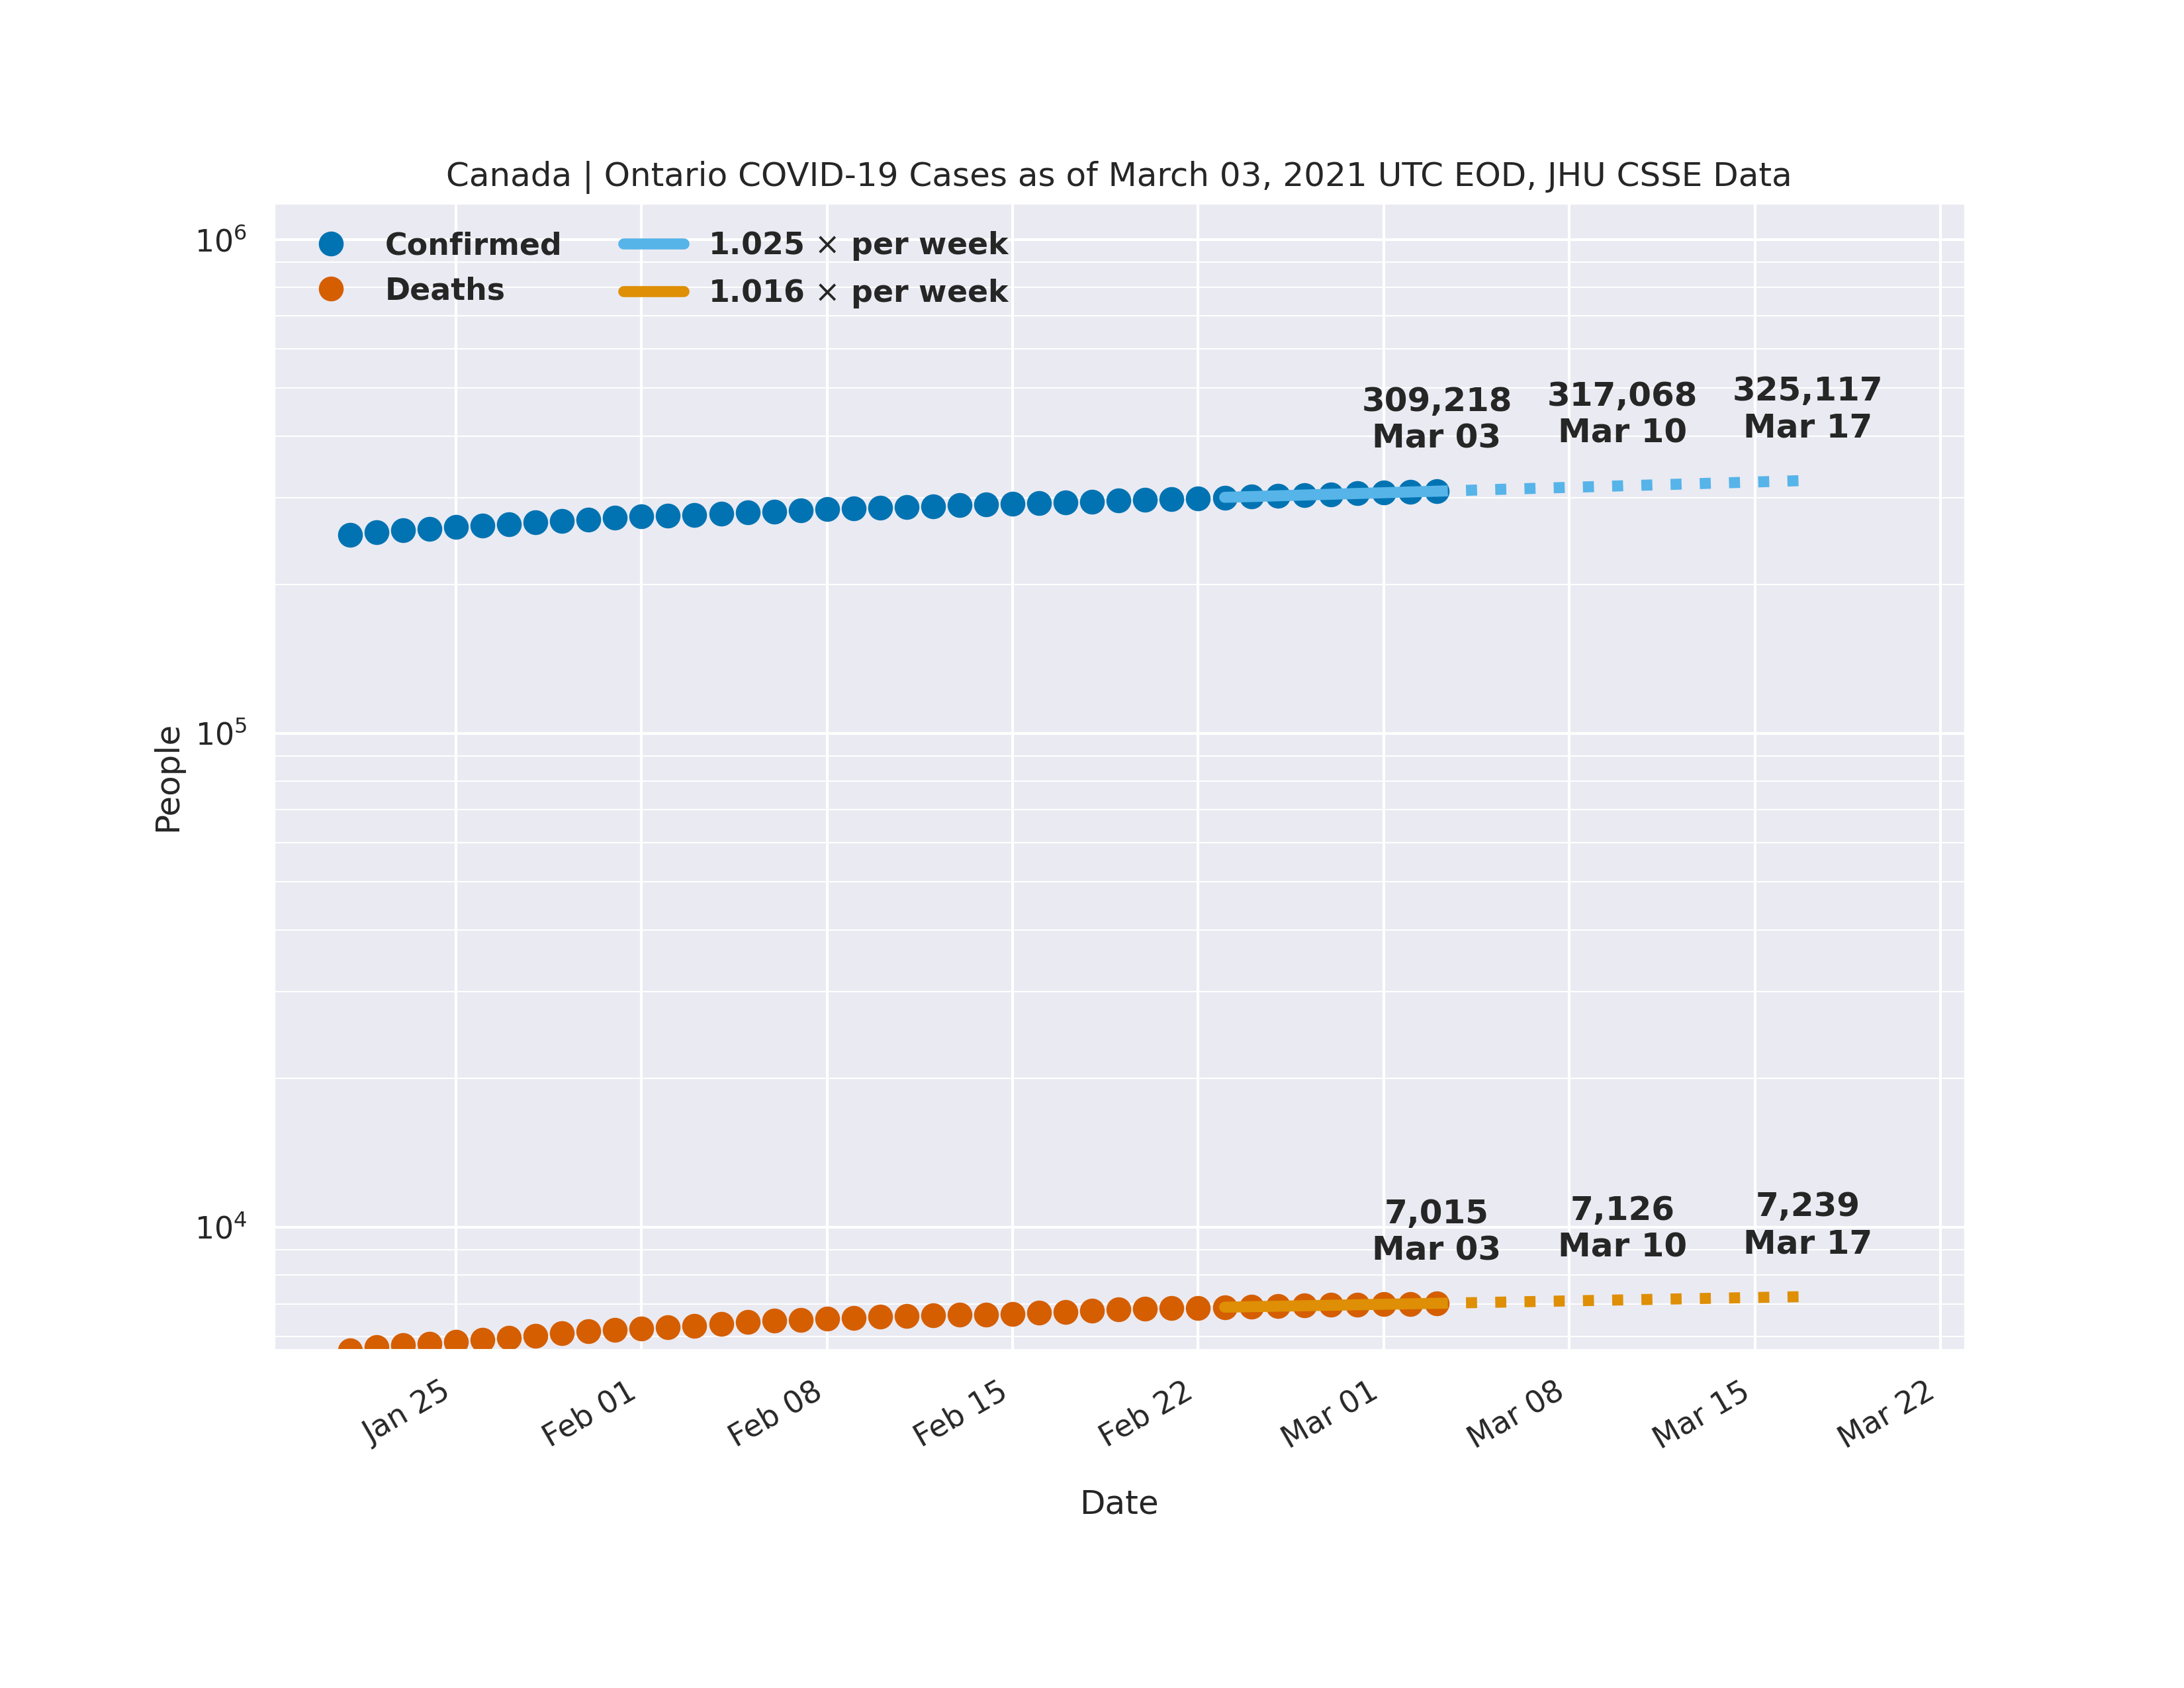 Canada | Ontario COVID-19 Cases as of March 03, 2021 UTC EOD, JHU CSSE Data
Confirmed
Deaths
1.025 × per week
1.016 × per week
10⁶
10⁵
10⁴
People
309,218
Mar 03
317,068
Mar 10
325,117
Mar 17
7,015
Mar 03
7,126
Mar 10
7,239
Mar 17
Jan 25
Feb 01
Feb 08
Feb 15
Feb 22
Mar 01
Mar 08
Mar 15
Mar 22
Date